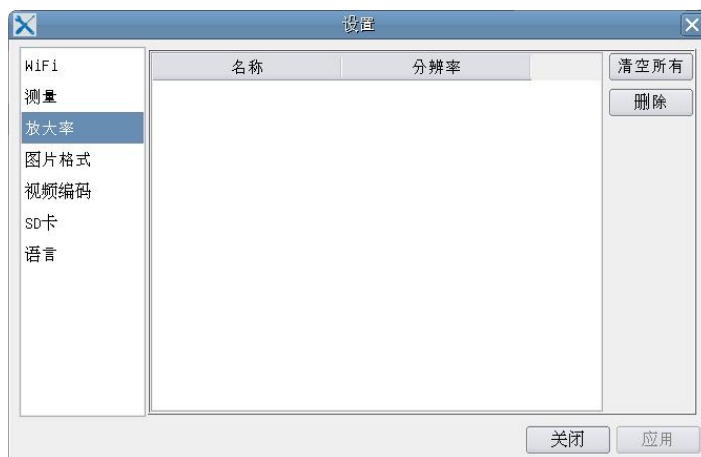 设置
WiFi
测量
放大率
图片格式
视频编码
SD卡
语言
名称 分辨率
清空所有
删除
关闭 应用